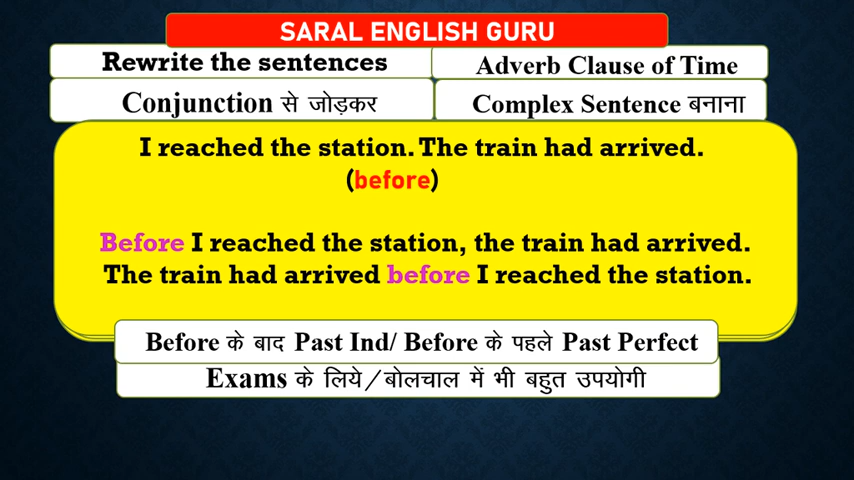 SARAL ENGLISH GURU
Rewrite the sentences
Adverb Clause of Time
Conjunction से जोड़कर
Complex Sentence बनाना
I reached the station. The train had arrived.
(before)
Before I reached the station, the train had arrived.
The train had arrived before I reached the station.
Before के बाद Past Ind/ Before के पहले Past Perfect
Exams के लिये/बोलचाल में भी बहुत उपयोगी